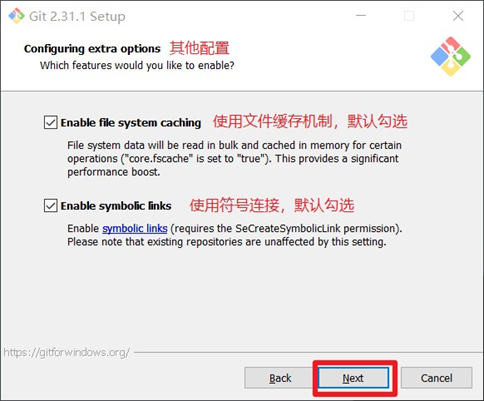 Git 2.31.1 Setup
Configuring extra options 其他配置
Which features would you like to enable?
Enable file system caching 使用文件缓存机制，默认勾选
File system data will be read in bulk and cached in memory for certain
operations ("core.fscache" is set to "true"). This provides a significant
performance boost.
Enable symbolic links 使用符号连接，默认勾选
Enable symbolic links (requires the SeCreateSymbolicLink permission).
Please note that existing repositories are unaffected by this setting.
https://gitforwindows.org/
Back Next Cancel